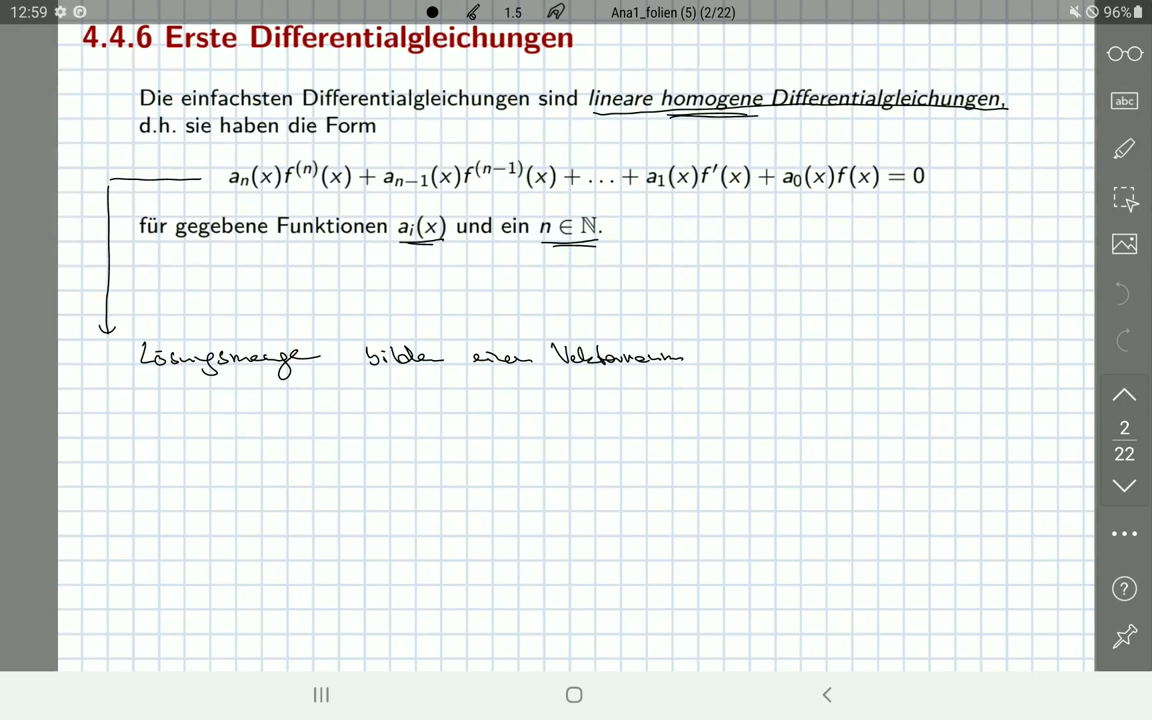 12:59
1.5
Ana1_folien (5) (2/22)
96%
4.4.6 Erste Differentialgleichungen
Die einfachsten Differentialgleichungen sind lineare homogene Differentialgleichungen,
d.h. sie haben die Form
aₙ(x)f⁽ⁿ⁾(x) + aₙ₋₁(x)f⁽ⁿ⁻¹⁾(x) + … + a₁(x)f′(x) + a₀(x)f(x) = 0
für gegebene Funktionen aᵢ(x) und ein n ∈ ℕ.
Lösungsmenge bilden einen Vektorraum
abc
2
22